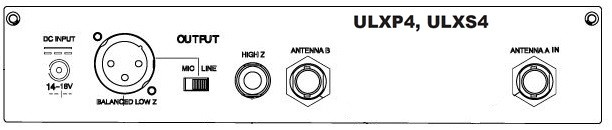 ULXP4, ULXS4
DC INPUT
14-18V
BALANCED LOW Z
OUTPUT
MIC LINE
HIGH Z
ANTENNA B
ANTENNA A IN